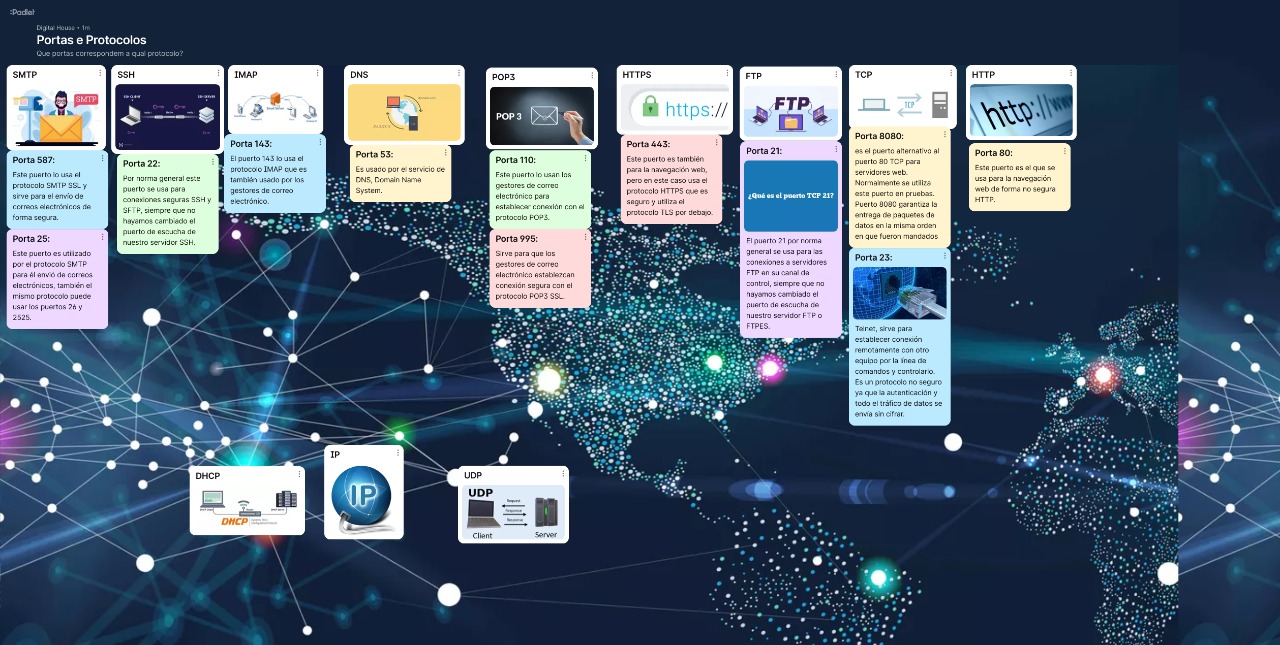 :Padlet
Digital House • 1m
Portas e Protocolos
Que portas correspondem a qual protocolo?
SMTP
SMTP
Porta 587:
Este puerto lo usa el
protocolo SMTP SSL y
sirve para el envío de
correos electrónicos de
forma segura.
Porta 25:
Este puerto es utilizado
por el protocolo SMTP
para él envió de correos
electrónicos, también el
mismo protocolo puede
usar los puertos 26 y
2525.
SSH
SSH CLIENT
SSH SERVER
Porta 22:
Por norma general este
puerto se usa para
conexiones seguras SSH y
SFTP, siempre que no
hayamos cambiado el
puerto de escucha de
nuestro servidor SSH.
IMAP
Porta 143:
El puerto 143 lo usa el
protocolo IMAP que es
también usado por los
gestores de correo
electrónico.
DNS
Porta 53:
Es usado por el servicio de
DNS, Domain Name
System.
POP3
POP 3
Porta 110:
Este puerto lo usan los
gestores de correo
electrónico para
establecer conexión con el
protocolo POP3.
Porta 995:
Sirve para que los
gestores de correo
electrónico establezcan
conexión segura con el
protocolo POP3 SSL.
HTTPS
https://
Porta 443:
Este puerto es también
para la navegación web,
pero en este caso usa el
protocolo HTTPS que es
seguro y utiliza el
protocolo TLS por debajo.
FTP
FTP
Porta 21:
¿Qué es el puerto TCP 21?
El puerto 21 por norma
general se usa para las
conexiones a servidores
FTP en su canal de
control, siempre que no
hayamos cambiado el
puerto de escucha de
nuestro servidor FTP o
FTPES.
TCP
TCP
Porta 8080:
es el puerto alternativo al
puerto 80 TCP para
servidores web.
Normalmente se utiliza
este puerto en pruebas.
Puerto 8080 garantiza la
entrega de paquetes de
datos en la misma orden
en que fueron mandados
Porta 23:
Telnet, sirve para
establecer conexión
remotamente con otro
equipo por la línea de
comandos y controlarlo.
Es un protocolo no seguro
ya que la autenticación y
todo el tráfico de datos se
envía sin cifrar.
HTTP
http://ww
Porta 80:
Este puerto es el que se
usa para la navegación
web de forma no segura
HTTP.
DHCP
DHCP
IP
IP
UDP
UDP
Request
Response
Response
Client
Server